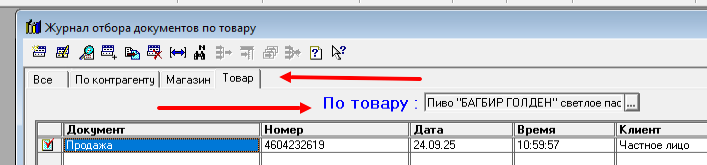 Журнал отбора документов по товару
Все По контрагенту Магазин Товар
По товару : Пиво "БАГБИР ГОЛДЕН" светлое пас ...
Документ Номер Дата Время Клиент
Продажа 4604232619 24.09.25 10:59:57 Частное лицо